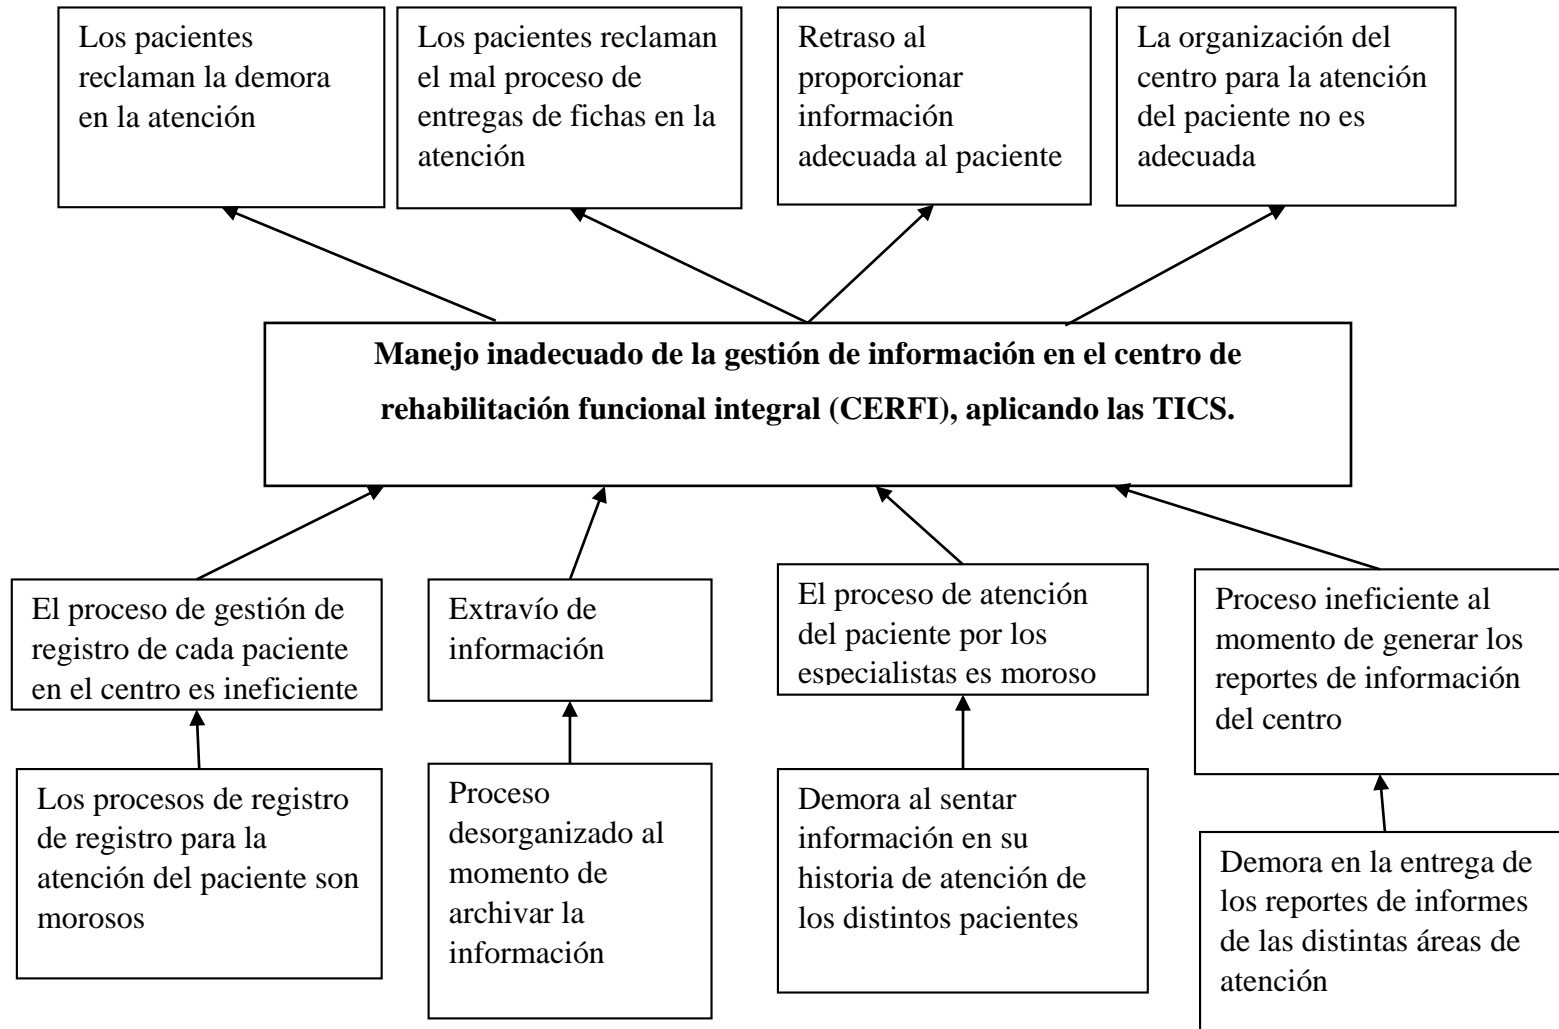 Los pacientes
reclaman la demora
en la atención
Los pacientes reclaman
el mal proceso de
entregas de fichas en la
atención
Retraso al
proporcionar
información
adecuada al paciente
La organización del
centro para la atención
del paciente no es
adecuada
Manejo inadecuado de la gestión de información en el centro de
rehabilitación funcional integral (CERFI), aplicando las TICS.
El proceso de gestión de
registro de cada paciente
en el centro es ineficiente
Extravío de
información
El proceso de atención
del paciente por los
especialistas es moroso
Proceso ineficiente al
momento de generar los
reportes de información
del centro
Los procesos de registro
de registro para la
atención del paciente son
morosos
Proceso
desorganizado al
momento de
archivar la
información
Demora al sentar
información en su
historia de atención de
los distintos pacientes
Demora en la entrega de
los reportes de informes
de las distintas áreas de
atención